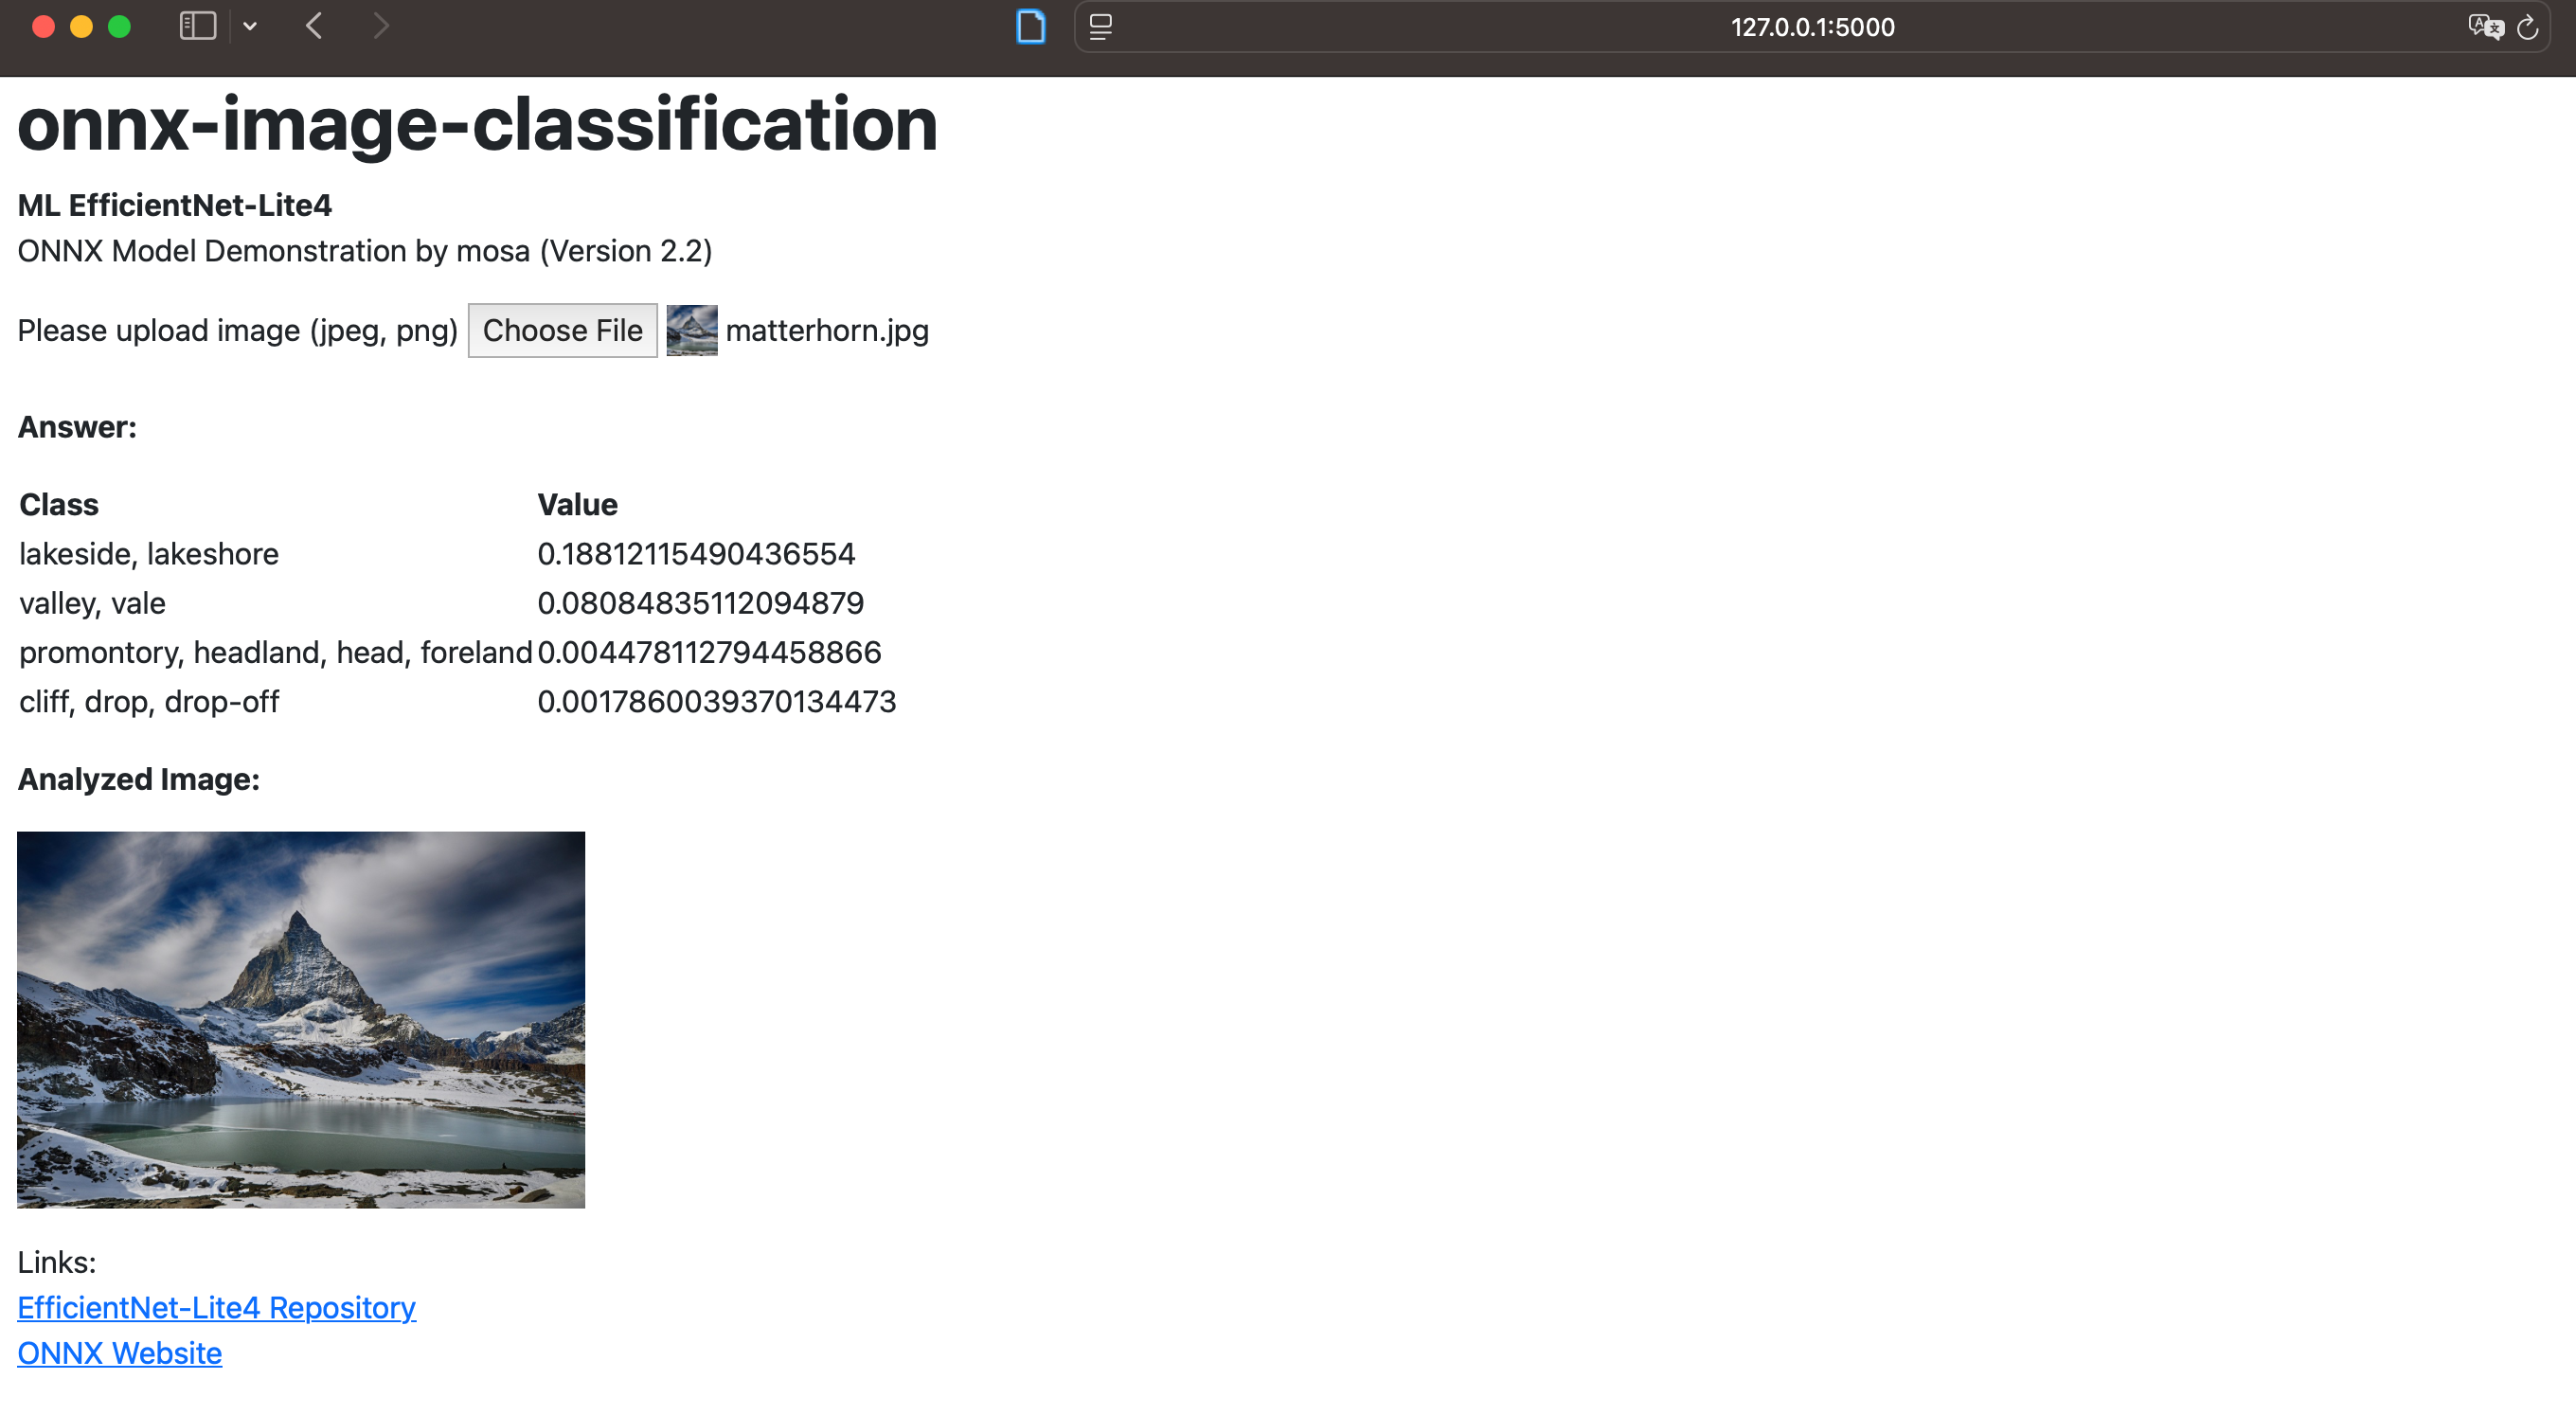 127.0.0.1:5000
onnx-image-classification
ML EfficientNet-Lite4
ONNX Model Demonstration by mosa (Version 2.2)
Please upload image (jpeg, png) Choose File matterhorn.jpg
Answer:
Class Value
lakeside, lakeshore 0.18812115490436554
valley, vale 0.08084835112094879
promontory, headland, head, foreland 0.004478112794458866
cliff, drop, drop-off 0.0017860039370134473
Analyzed Image:
Links:
EfficientNet-Lite4 Repository
ONNX Website